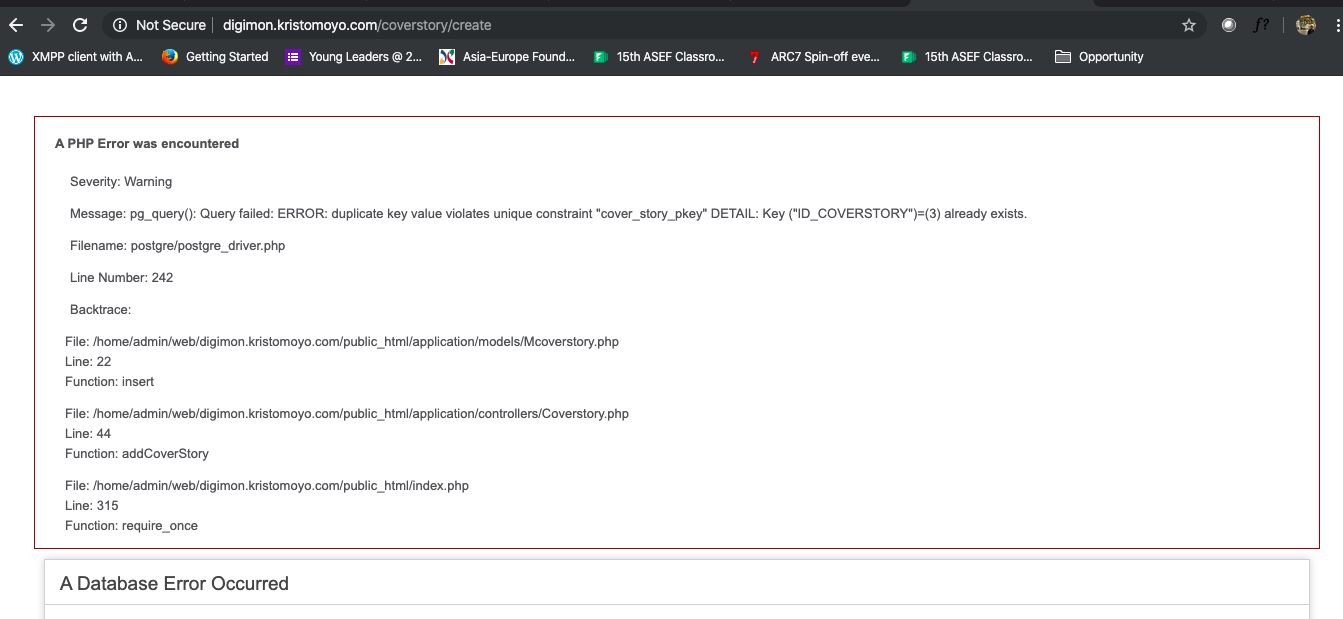 Not Secure digimon.kristomoyo.com/coverstory/create f?
XMPP client with A... Getting Started Young Leaders @ 2... Asia-Europe Found... 15th ASEF Classro... 7 ARC7 Spin-off eve... 15th ASEF Classro... Opportunity
A PHP Error was encountered
Severity: Warning
Message: pg_query(): Query failed: ERROR: duplicate key value violates unique constraint "cover_story_pkey" DETAIL: Key ("ID_COVERSTORY")=(3) already exists.
Filename: postgre/postgre_driver.php
Line Number: 242
Backtrace:
File: /home/admin/web/digimon.kristomoyo.com/public_html/application/models/Mcoverstory.php
Line: 22
Function: insert
File: /home/admin/web/digimon.kristomoyo.com/public_html/application/controllers/Coverstory.php
Line: 44
Function: addCoverStory
File: /home/admin/web/digimon.kristomoyo.com/public_html/index.php
Line: 315
Function: require_once
A Database Error Occurred